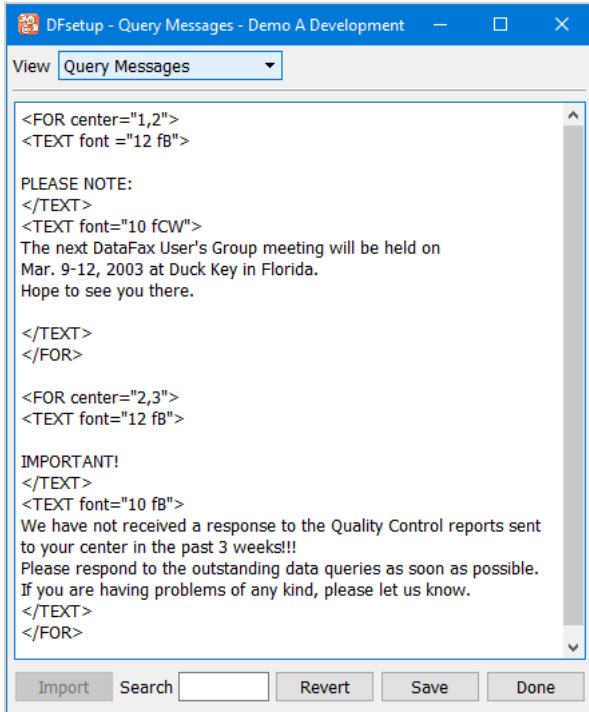 DFsetup - Query Messages - Demo A Development
View Query Messages
<FOR center="1,2">
<TEXT font ="12 fB">
PLEASE NOTE:
</TEXT>
<TEXT font="10 fCW">
The next DataFax User's Group meeting will be held on
Mar. 9-12, 2003 at Duck Key in Florida.
Hope to see you there.
</TEXT>
</FOR>
<FOR center="2,3">
<TEXT font="12 fB">
IMPORTANT!
</TEXT>
<TEXT font="10 fB">
We have not received a response to the Quality Control reports sent
to your center in the past 3 weeks!!!
Please respond to the outstanding data queries as soon as possible.
If you are having problems of any kind, please let us know.
</TEXT>
</FOR>
Import Search Revert Save Done